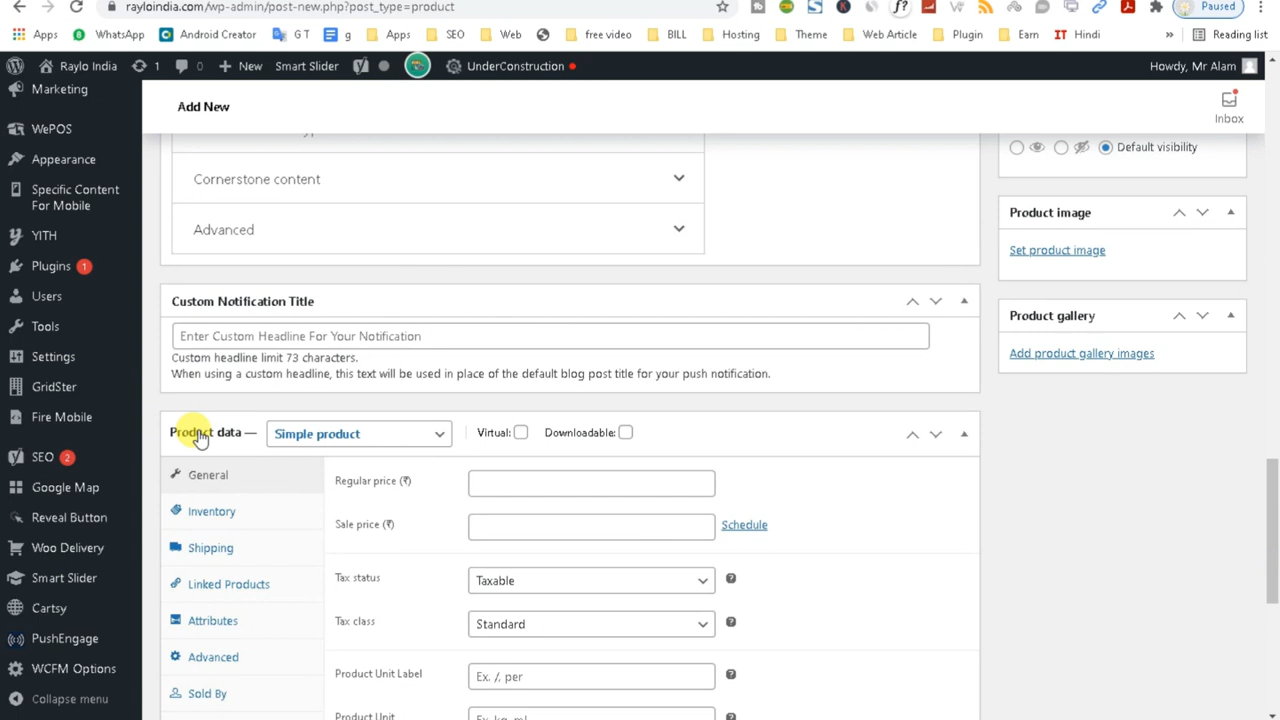 rayloindia.com/wp-admin/post-new.php?post_type=product
Paused
Apps WhatsApp Android Creator G T g Apps SEO Web free video BILL Hosting Theme Web Article Plugin Earn IT Hindi » Reading list
Raylo India 1 0 New Smart Slider UnderConstruction Howdy, Mr Alam
Marketing
WePOS
Appearance
Specific Content
For Mobile
YITH
Plugins 1
Users
Tools
Settings
GridSter
Fire Mobile
SEO 2
Google Map
Reveal Button
Woo Delivery
Smart Slider
Cartsy
PushEngage
WCFM Options
Collapse menu
Add New
Inbox
Cornerstone content
Advanced
Custom Notification Title
Enter Custom Headline For Your Notification
Custom headline limit 73 characters.
When using a custom headline, this text will be used in place of the default blog post title for your push notification.
Product data — Simple product Virtual: Downloadable:
General
Inventory
Shipping
Linked Products
Attributes
Advanced
Sold By
Regular price (₹)
Sale price (₹) Schedule
Tax status Taxable
Tax class Standard
Product Unit Label Ex. /, per
Product Unit Ex. kg, ml
Default visibility
Product image
Set product image
Product gallery
Add product gallery images